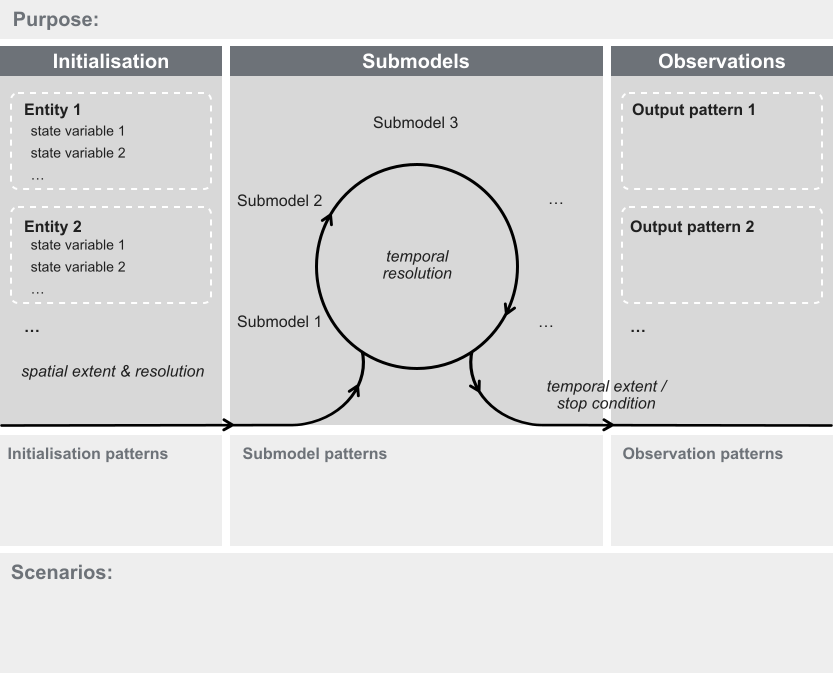 Purpose:
Initialisation
Entity 1
state variable 1
state variable 2
...
Entity 2
state variable 1
state variable 2
...
...
spatial extent & resolution
Submodels
Submodel 3
Submodel 2
...
temporal
resolution
Submodel 1
...
temporal extent /
stop condition
Observations
Output pattern 1
Output pattern 2
...
Initialisation patterns
Submodel patterns
Observation patterns
Scenarios: